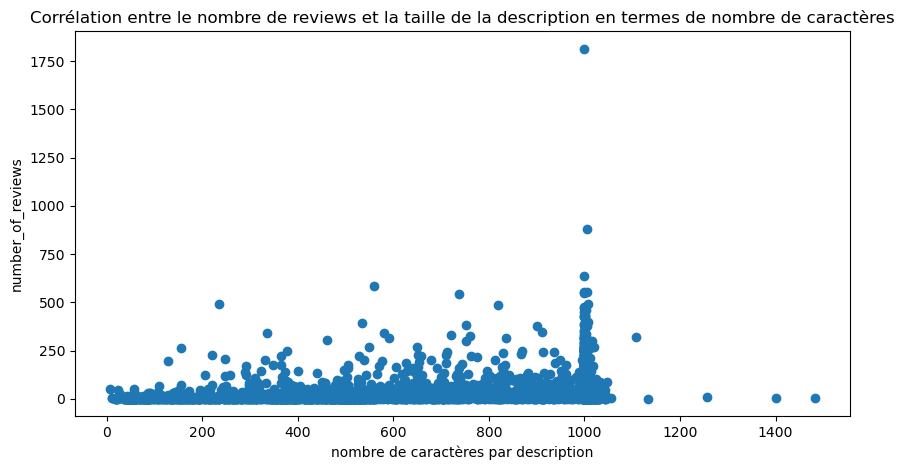 Corrélation entre le nombre de reviews et la taille de la description en termes de nombre de caractères
1750
1500
1250
1000
750
500
250
0
number_of_reviews
0 200 400 600 800 1000 1200 1400
nombre de caractères par description